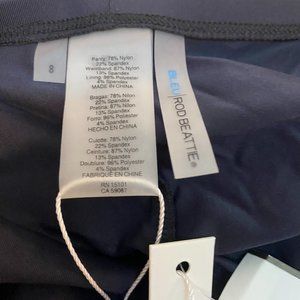 8
Panty: 78% Nylon
22% Spandex
Waistband: 87% Nylon
13% Spandex
Lining: 96% Polyester
4% Spandex
MADE IN CHINA
Bragas: 78% Nilon
22% Spandex
Pretina: 87% Nilon
13% Spandex
Forro: 96% Polyester
4% Spandex
HECHO EN CHINA
Culotte: 78% Nylon
22% Spandex
Ceinture: 87% Nylon
13% Spandex
Doublure: 96% Polyester
4% Spandex
FABRIQUÉ EN CHINE
RN 15101
CA 59087
BLEU | ROD BEATTIE®